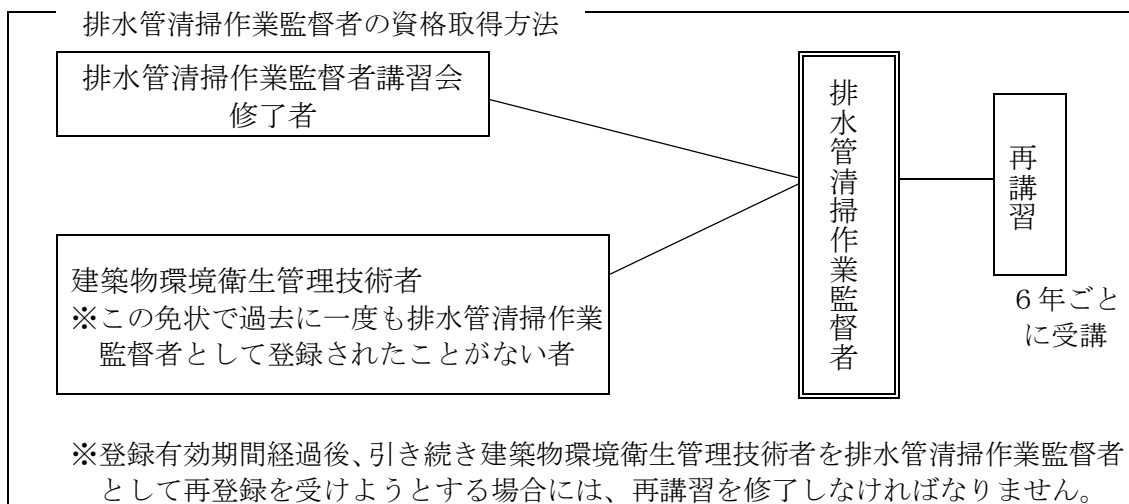 排水管清掃作業監督者の資格取得方法
排水管清掃作業監督者講習会
修了者
建築物環境衛生管理技術者
※この免状で過去に一度も排水管清掃作業
監督者として登録されたことがない者
排水管清掃作業監督者
再講習
6年ごと
に受講
※登録有効期間経過後、引き続き建築物環境衛生管理技術者を排水管清掃作業監督者
として再登録を受けようとする場合には、再講習を修了しなければなりません。